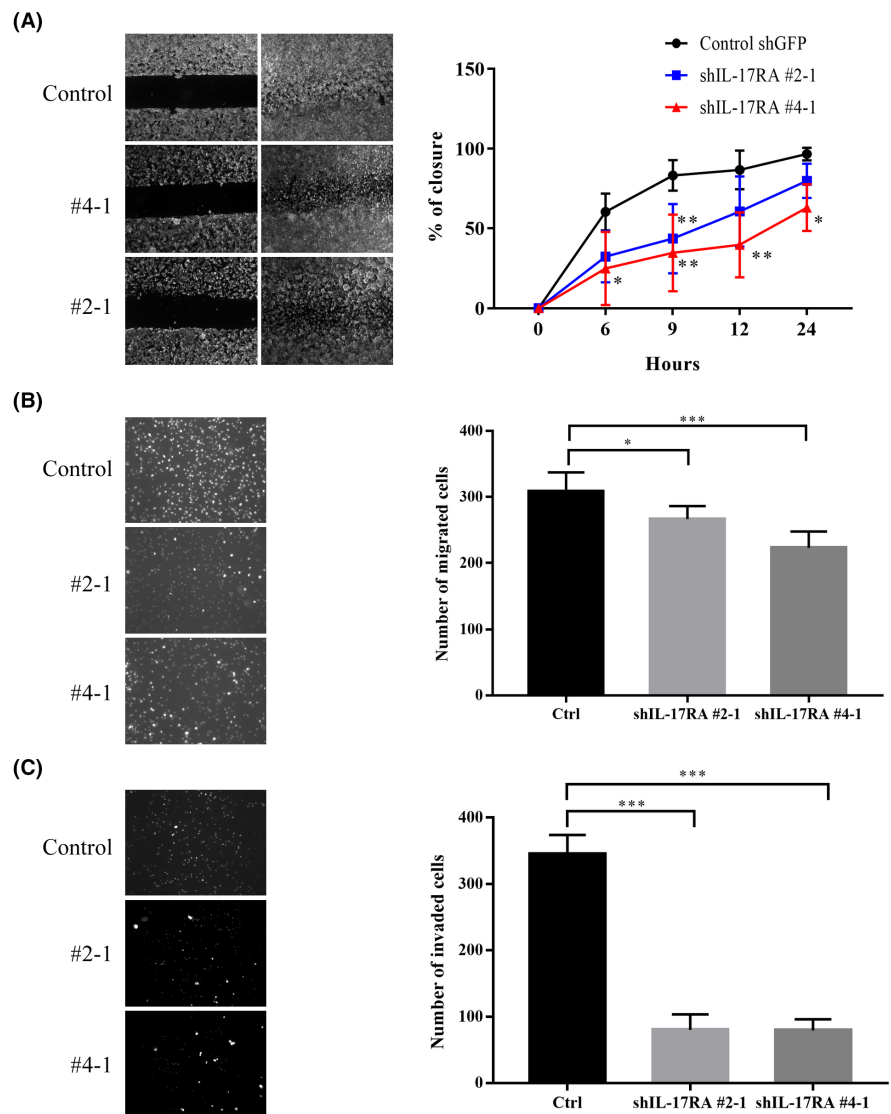 (A)
Control
#4-1
#2-1
Control shGFP
shIL-17RA #2-1
shIL-17RA #4-1
% of closure
150
100
50
0
**
**
*
**
*
0 6 9 12 24
Hours
(B)
Control
#2-1
#4-1
Number of migrated cells
400
300
200
100
0
***
*
Ctrl shIL-17RA #2-1 shIL-17RA #4-1
(C)
Control
#2-1
#4-1
Number of invaded cells
400
300
200
100
0
***
***
Ctrl shIL-17RA #2-1 shIL-17RA #4-1